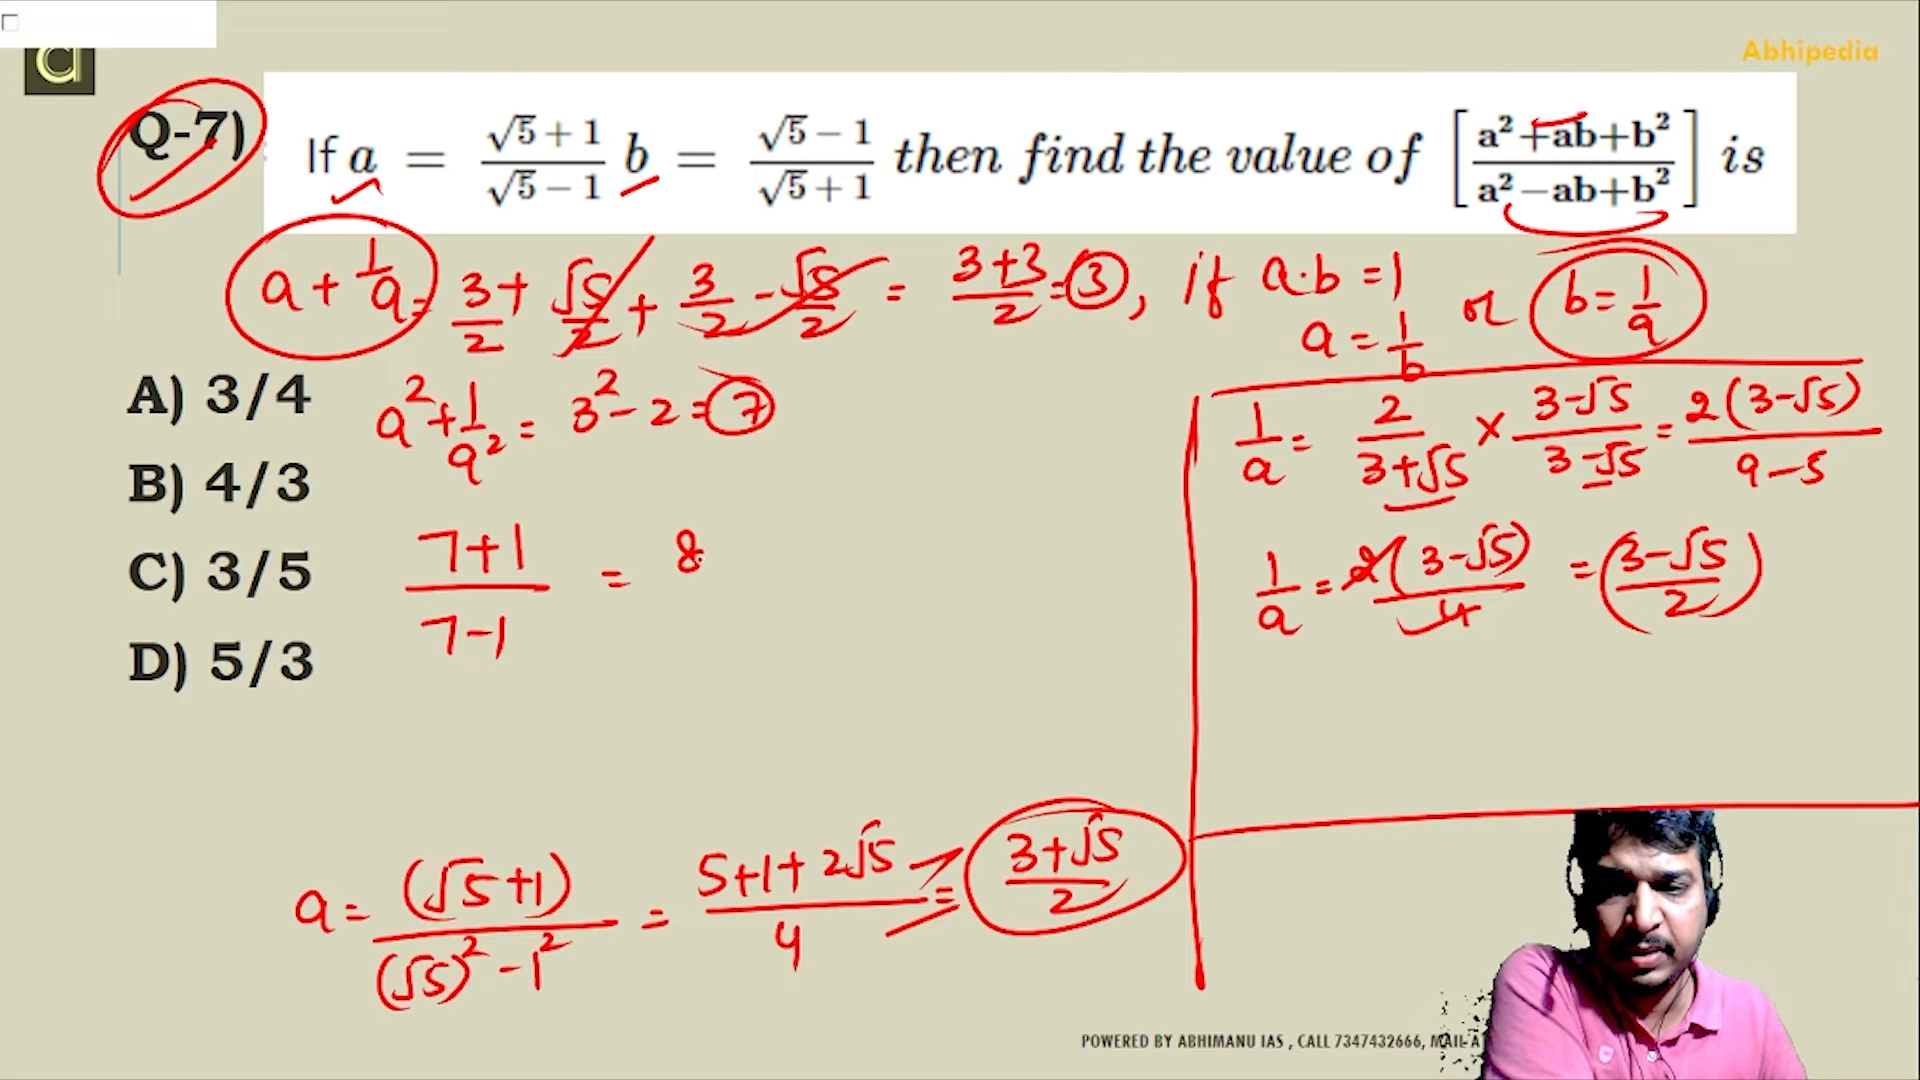 a
Abhipedia
Q-7) If a = (√5 + 1)/(√5 − 1) b = (√5 − 1)/(√5 + 1) then find the value of [(a² + ab + b²)/(a² − ab + b²)] is
a + 1/a = 3/2 + √5/2 + 3/2 - √5/2 = (3+3)/2 = 3, if a.b = 1
a = 1/b or b = 1/a
A) 3/4
a² + 1/a² = 3² - 2 = 7
1/a = 2/(3+√5) × (3-√5)/(3-√5) = 2(3-√5)/(9-5)
B) 4/3
C) 3/5
(7+1)/(7-1) = 8
1/a = 2(3-√5)/4 = (3-√5)/2
D) 5/3
a = (√5+1)/((√5)² - 1²) = (5+1+2√5)/4 = (3+√5)/2
POWERED BY ABHIMANU IAS , CALL 7347432666, MAIL A